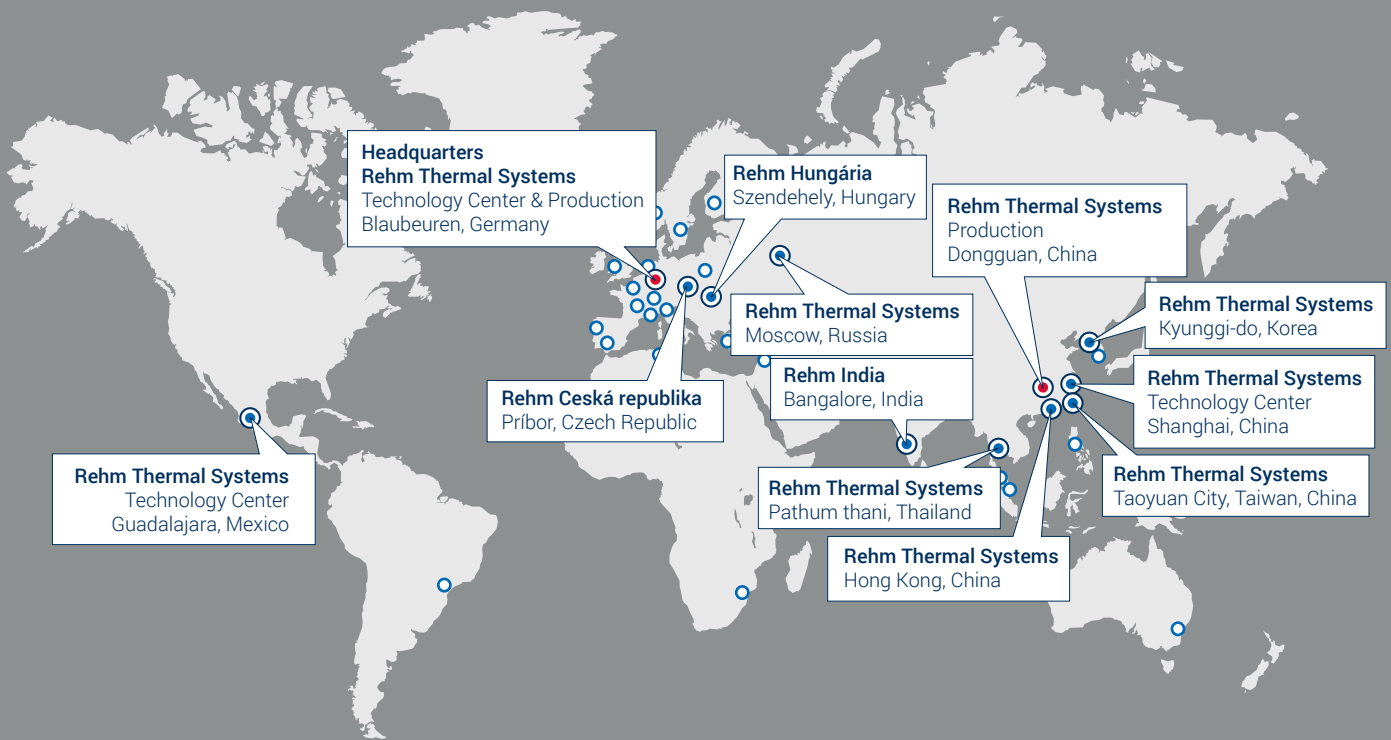 Headquarters
Rehm Thermal Systems
Technology Center & Production
Blaubeuren, Germany
Rehm Hungária
Szendehely, Hungary
Rehm Thermal Systems
Production
Dongguan, China
Rehm Thermal Systems
Kyunggi-do, Korea
Rehm Thermal Systems
Moscow, Russia
Rehm Thermal Systems
Technology Center
Shanghai, China
Rehm India
Bangalore, India
Rehm Ceská republika
Príbor, Czech Republic
Rehm Thermal Systems
Technology Center
Guadalajara, Mexico
Rehm Thermal Systems
Taoyuan City, Taiwan, China
Rehm Thermal Systems
Pathum thani, Thailand
Rehm Thermal Systems
Hong Kong, China